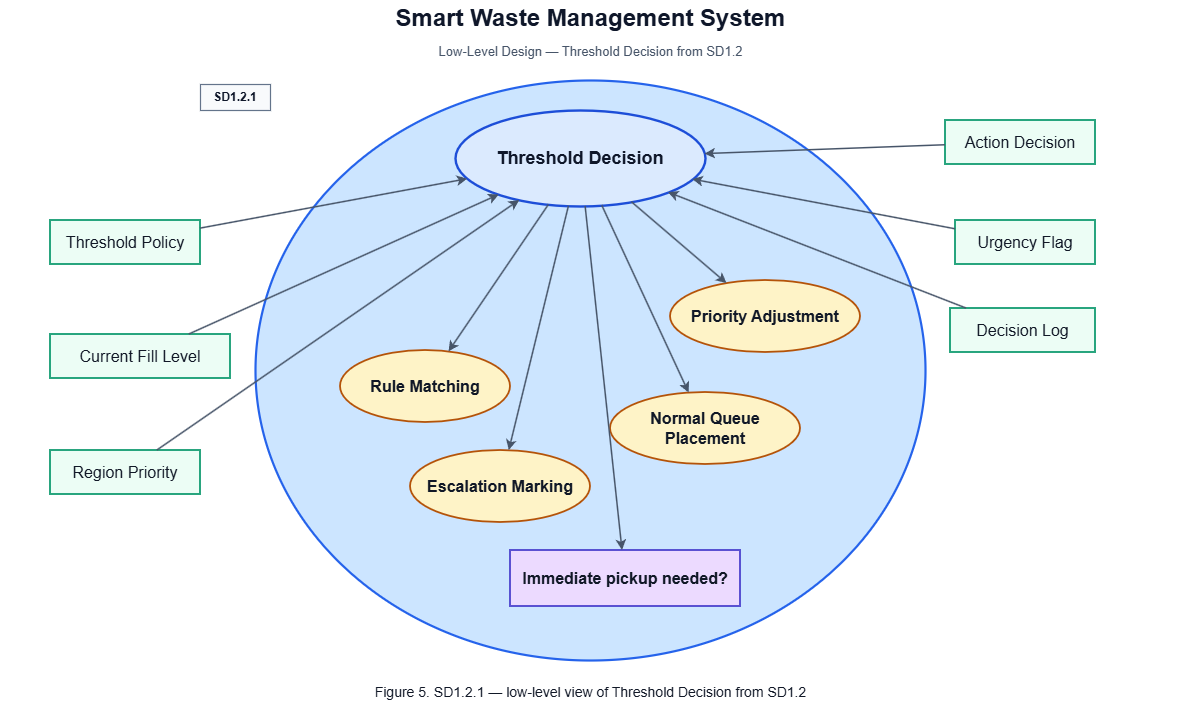 Smart Waste Management System
Low-Level Design — Threshold Decision from SD1.2
SD1.2.1
Threshold Decision
Action Decision
Threshold Policy
Urgency Flag
Priority Adjustment
Decision Log
Current Fill Level
Rule Matching
Normal Queue
Placement
Region Priority
Escalation Marking
Immediate pickup needed?
Figure 5. SD1.2.1 — low-level view of Threshold Decision from SD1.2